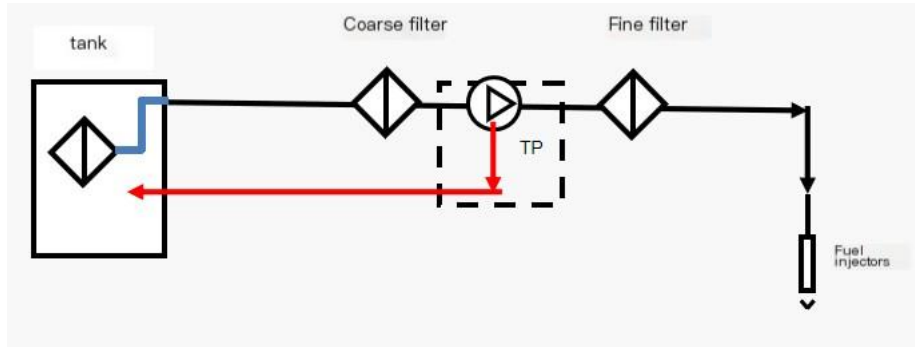 tank
Coarse filter
Fine filter
TP
Fuel
injectors